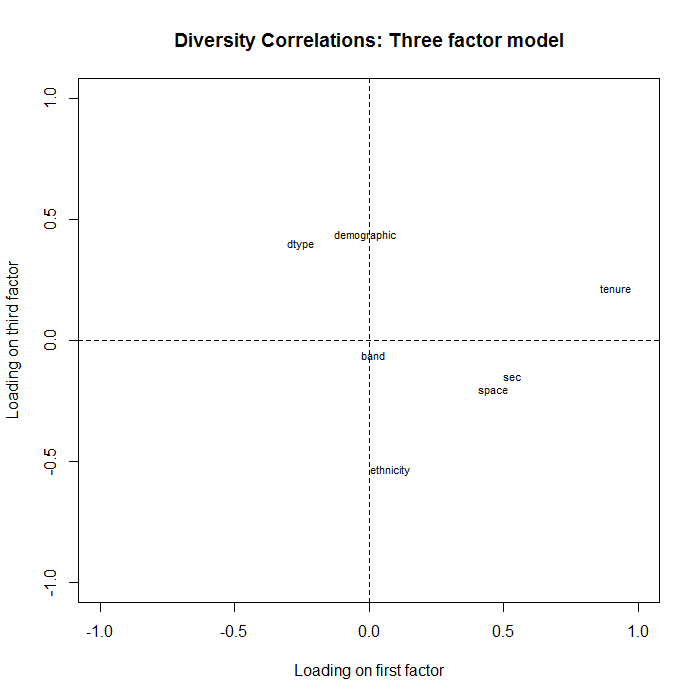 Diversity Correlations: Three factor model
Loading on third factor
1.0
0.5
0.0
-0.5
-1.0
demographic
dtype
tenure
band
sec
space
ethnicity
-1.0 -0.5 0.0 0.5 1.0
Loading on first factor